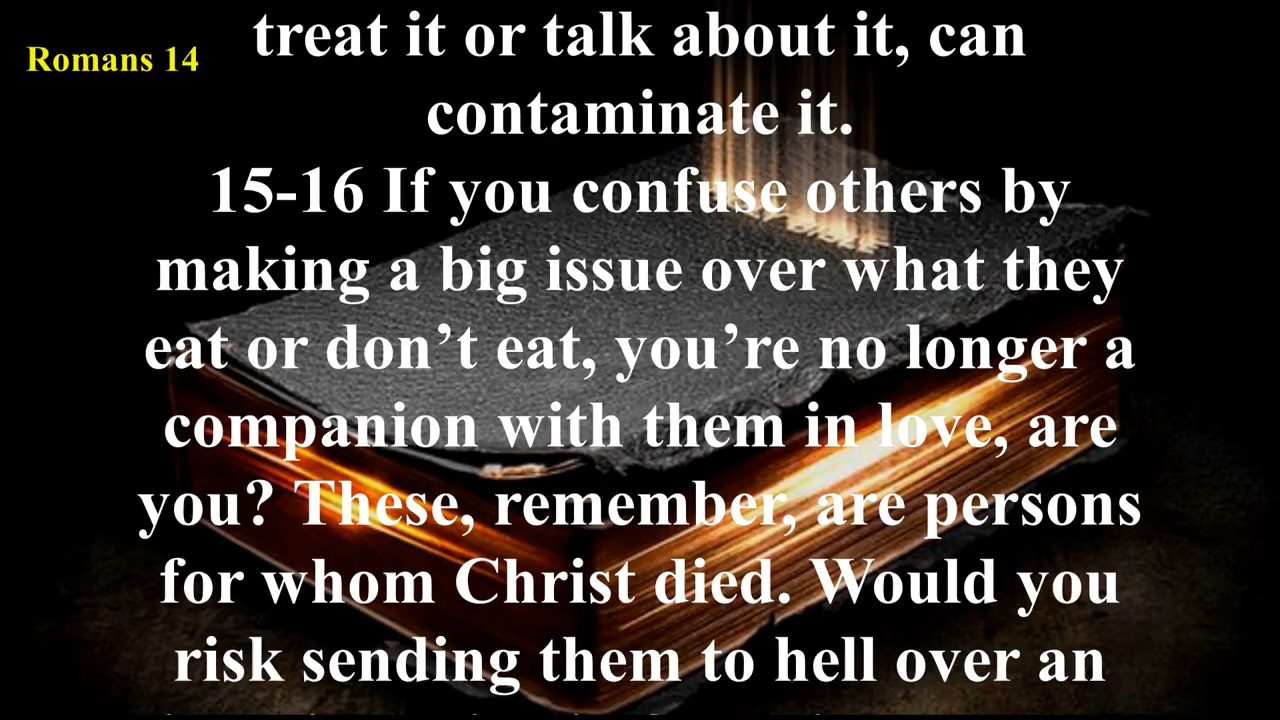 Romans 14
treat it or talk about it, can
contaminate it.
15-16 If you confuse others by
making a big issue over what they
eat or don’t eat, you’re no longer a
companion with them in love, are
you? These, remember, are persons
for whom Christ died. Would you
risk sending them to hell over an